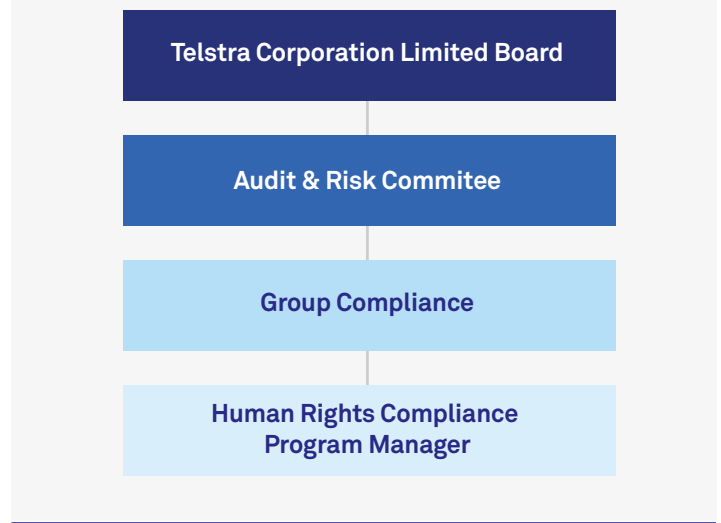 Telstra Corporation Limited Board
Audit & Risk Commitee
Group Compliance
Human Rights Compliance
Program Manager